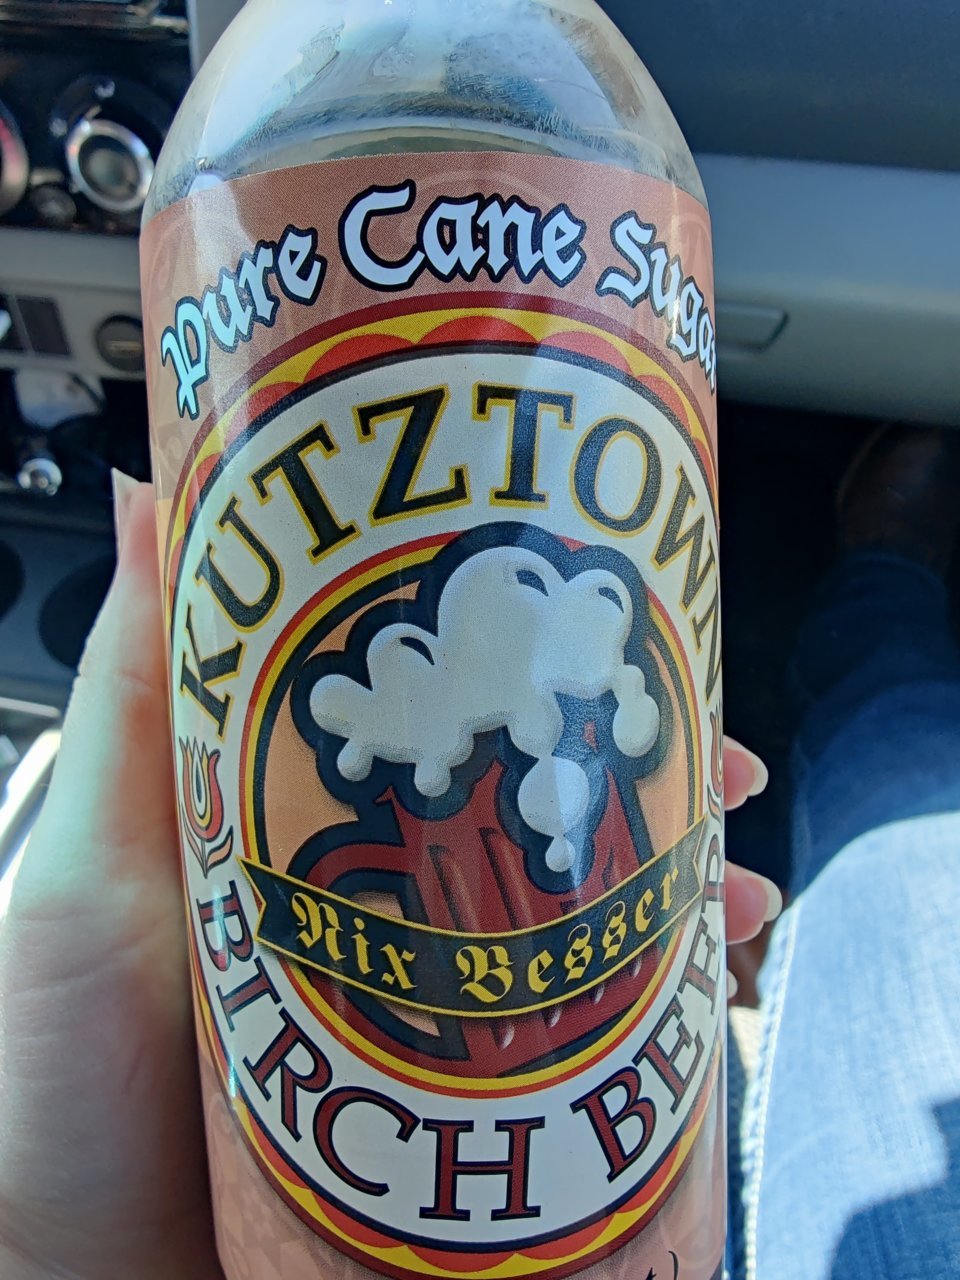 Pure Cane Sugar
KUTZTOWN
Nix Besser
BIRCH BEER